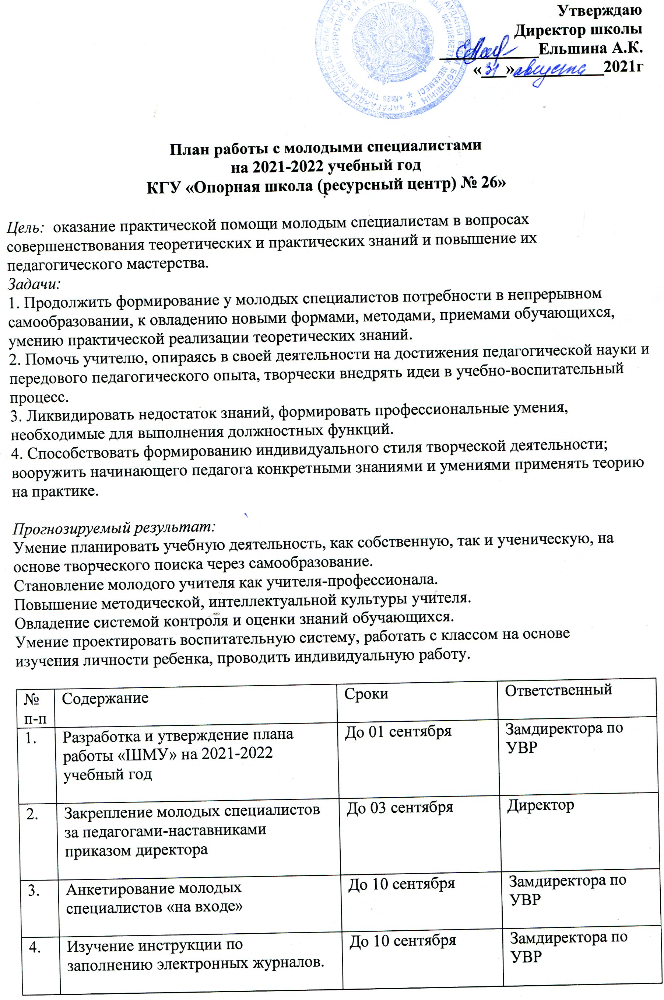 Утверждаю
Директор школы
Ельшина А.К.
«31» августа 2021г
План работы с молодыми специалистами
на 2021-2022 учебный год
КГУ «Опорная школа (ресурсный центр) № 26»
Цель: оказание практической помощи молодым специалистам в вопросах
совершенствования теоретических и практических знаний и повышение их
педагогического мастерства.
Задачи:
1. Продолжить формирование у молодых специалистов потребности в непрерывном
самообразовании, к овладению новыми формами, методами, приемами обучающихся,
умению практической реализации теоретических знаний.
2. Помочь учителю, опираясь в своей деятельности на достижения педагогической науки и
передового педагогического опыта, творчески внедрять идеи в учебно-воспитательный
процесс.
3. Ликвидировать недостаток знаний, формировать профессиональные умения,
необходимые для выполнения должностных функций.
4. Способствовать формированию индивидуального стиля творческой деятельности;
вооружить начинающего педагога конкретными знаниями и умениями применять теорию
на практике.
Прогнозируемый результат:
Умение планировать учебную деятельность, как собственную, так и ученическую, на
основе творческого поиска через самообразование.
Становление молодого учителя как учителя-профессионала.
Повышение методической, интеллектуальной культуры учителя.
Овладение системой контроля и оценки знаний обучающихся.
Умение проектировать воспитательную систему, работать с классом на основе
изучения личности ребенка, проводить индивидуальную работу.
№ п-п Содержание Сроки Ответственный
1. Разработка и утверждение плана До 01 сентября Замдиректора по
работы «ШМУ» на 2021-2022 УВР
учебный год
2. Закрепление молодых специалистов До 03 сентября Директор
за педагогами-наставниками
приказом директора
3. Анкетирование молодых До 10 сентября Замдиректора по
специалистов «на входе» УВР
4. Изучение инструкции по До 10 сентября Замдиректора по
заполнению электронных журналов. УВР